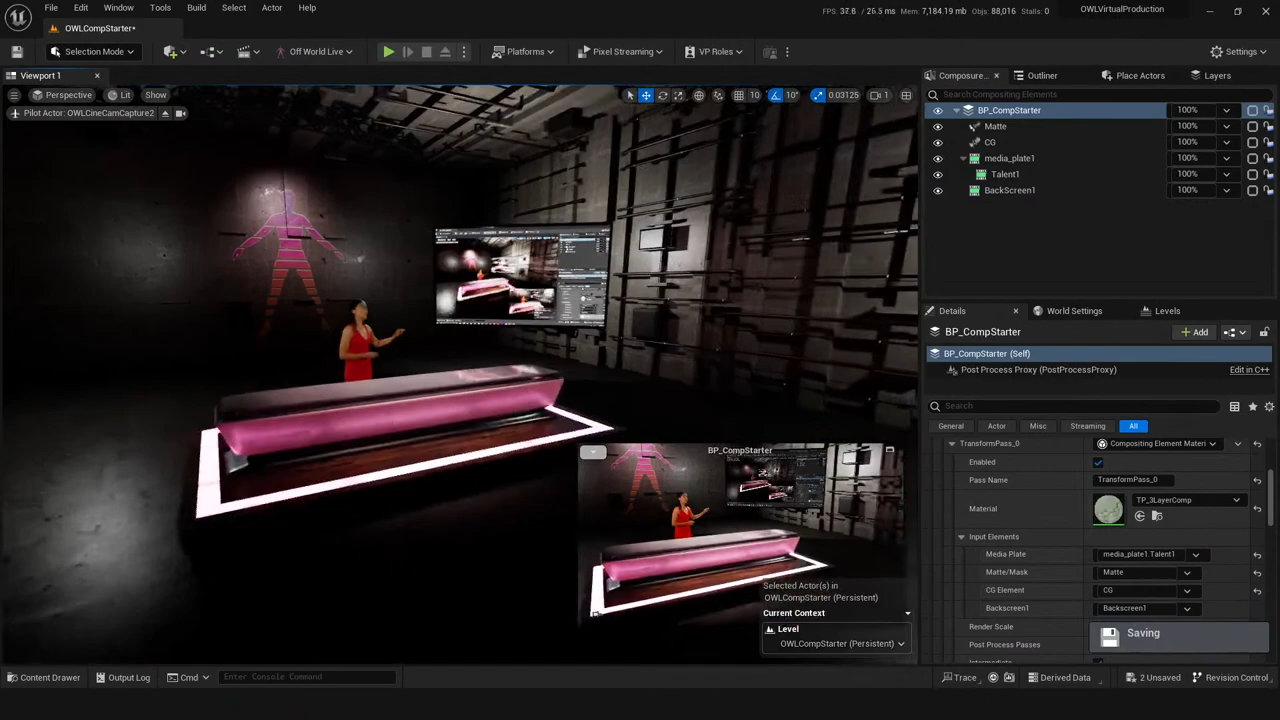 File Edit Window Tools Build Select Actor Help
FPS: 37.6 / 26.5 ms Mem: 7,184.19 mb Objs: 88,016 Stalls: 0
OWLVirtualProduction
OWLCompStarter*
Selection Mode
Off World Live
Platforms
Pixel Streaming
VP Roles
Settings
Viewport 1
Composure...
Outliner
Place Actors
Layers
Perspective Lit Show
10 10° 0.03125 1
Search Compositing Elements
Pilot Actor: OWLCineCamCapture2
BP_CompStarter 100%
Matte 100%
CG 100%
media_plate1 100%
Talent1 100%
BackScreen1 100%
Details
World Settings
Levels
BP_CompStarter
Add
BP_CompStarter (Self)
Post Process Proxy (PostProcessProxy) Edit in C++
Search
General Actor Misc Streaming All
TransformPass_0 Compositing Element Materi
Enabled
Pass Name TransformPass_0
Material TP_3LayerComp
Input Elements
Media Plate media_plate1.Talent1
Matte/Mask Matte
CG Element CG
Backscreen1 Backscreen1
Render Scale
Post Process Passes
Intermediate
Saving
BP_CompStarter
Selected Actor(s) in
OWLCompStarter (Persistent)
Current Context
Level
OWLCompStarter (Persistent)
Content Drawer Output Log Cmd Enter Console Command
Trace Derived Data 2 Unsaved Revision Control